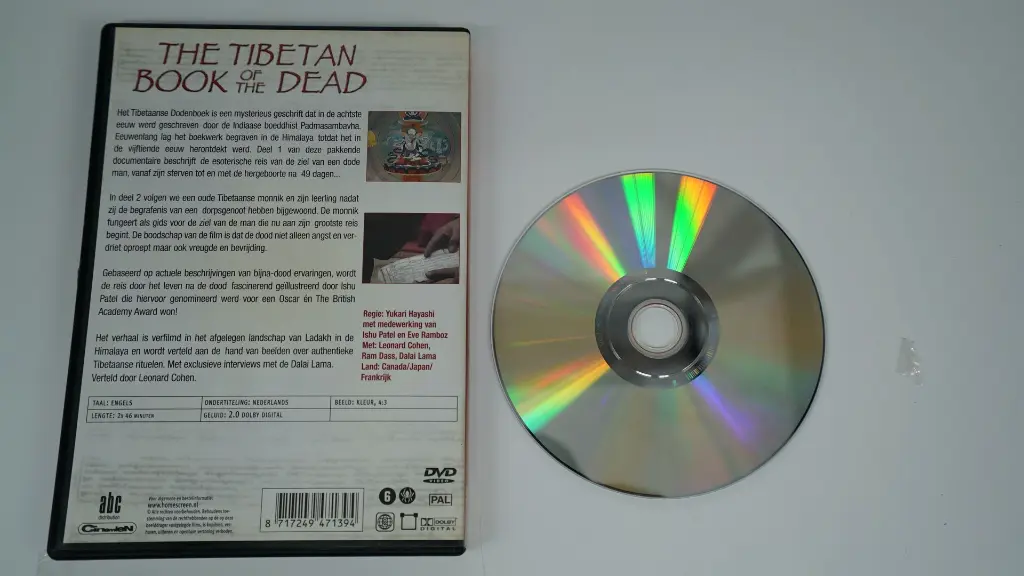 THE TIBETAN
BOOK OF THE DEAD
Het Tibetaanse Dodenboek is een mysterieus geschrift dat in de achtste
eeuw werd geschreven door de Indiaase boeddhist Padmasambavha.
Eeuwenlang lag het boekwerk begraven in de Himalaya totdat het in
de vijftiende eeuw herontdekt werd. Deel 1 van deze pakkende
documentaire beschrijft de esoterische reis van de ziel van een dode
man, vanaf zijn sterven tot en met de hergeboorte na 49 dagen...
In deel 2 volgen we een oude Tibetaanse monnik en zijn leerling nadat
zij de begrafenis van een dorpsgenoot hebben bijgewoond. De monnik
fungeert als gids voor de ziel van de man die nu aan zijn grootste reis
begint. De boodschap van de film is dat de dood niet alleen angst en ver-
driet oproept maar ook vreugde en bevrijding.
Gebaseerd op actuele beschrijvingen van bijna-dood ervaringen, wordt
de reis door het leven na de dood fascinerend geïllustreerd door Ishu
Patel die hiervoor genomineerd werd voor een Oscar én The British
Academy Award won!
Het verhaal is verfilmd in het afgelegen landschap van Ladakh in de
Himalaya en wordt verteld aan de hand van beelden over authentieke
Tibetaanse rituelen. Met exclusieve interviews met de Dalai Lama.
Verteld door Leonard Cohen.
Regie: Yukari Hayashi
met medewerking van
Ishu Patel en Eve Ramboz
Met: Leonard Cohen,
Ram Dass, Dalai Lama
Land: Canada/Japan/
Frankrijk
TAAL: ENGELS
ONDERTITELING: NEDERLANDS
BEELD: KLEUR, 4:3
LENGTE: 2x 46 MINUTEN
GELUID: 2.0 DOLBY DIGITAL
DVD
VIDEO
abc
distribution
CinemieN
Voor algemene en bestelinformatie:
www.homescreen.nl
8 717249 471394
6
PAL
DOLBY
DIGITAL